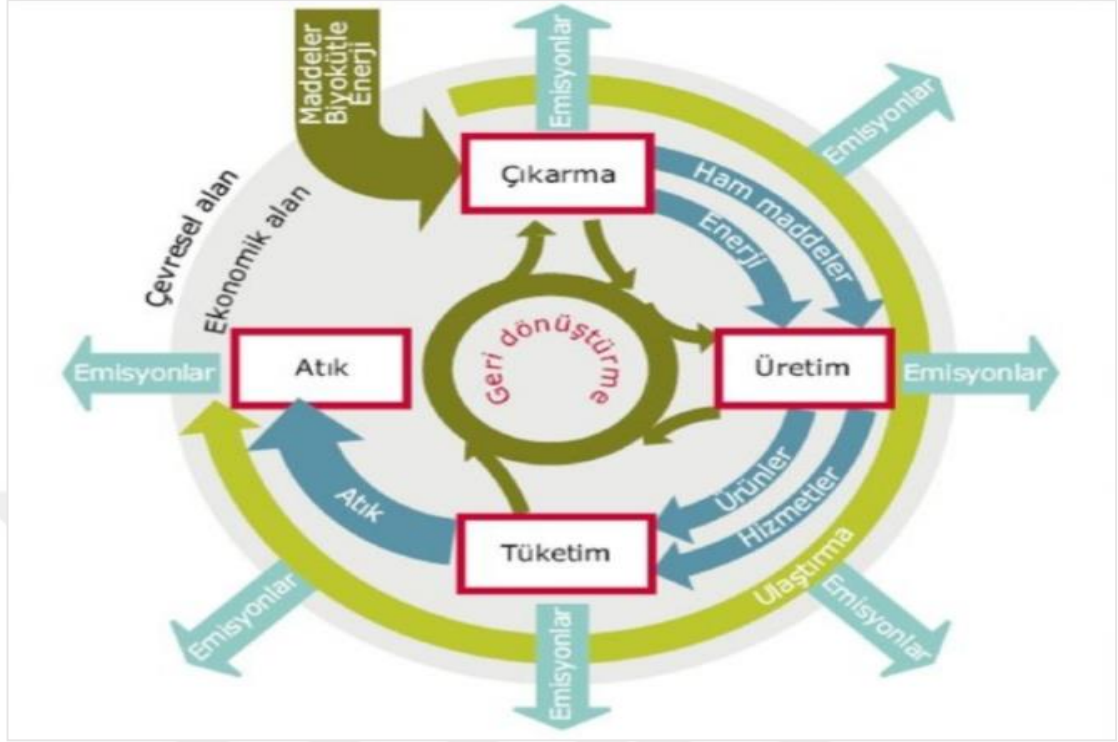 Maddeler
Biyokütle
Enerji
Emisyonlar
Emisyonlar
Çıkarma
Ham maddeler
Enerji
Çevresel alan
Ekonomik alan
Geri dönüştürme
Emisyonlar
Atık
Üretim
Emisyonlar
Atık
Ürünler
Hizmetler
Tüketim
Ulaştırma
Emisyonlar
Emisyonlar
Emisyonlar